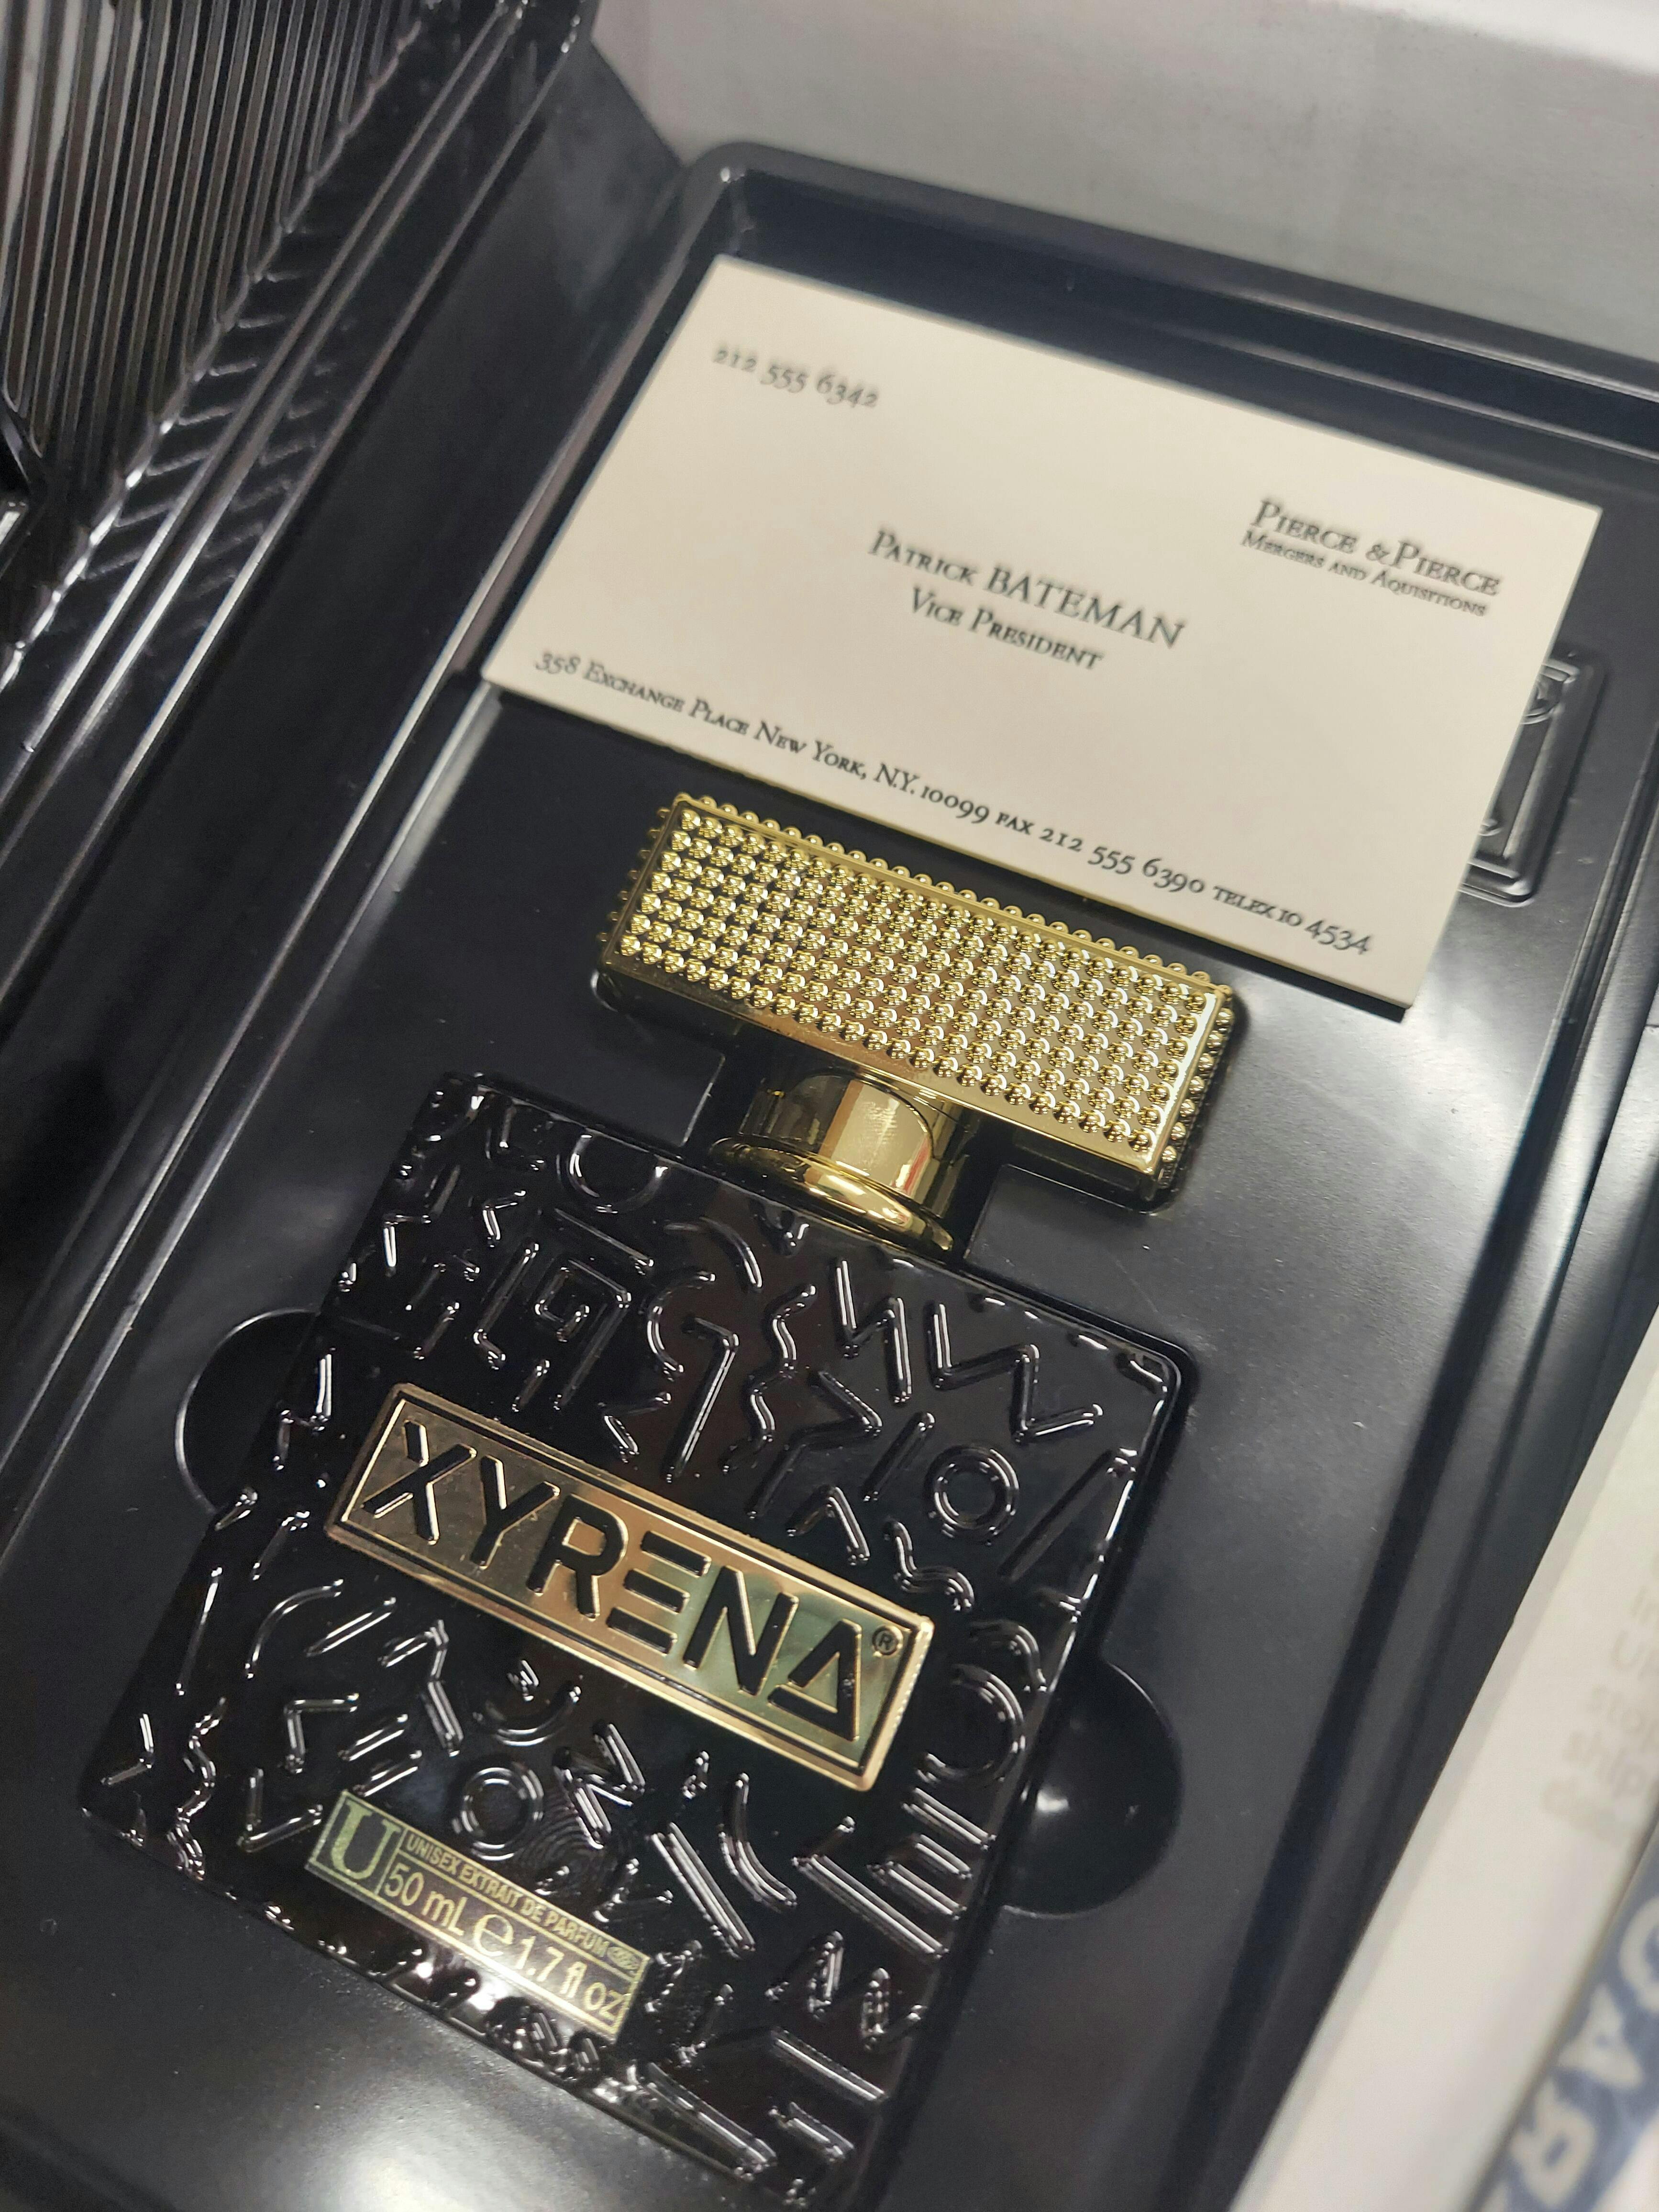 212 555 6342
Pierce & Pierce
Mergers and Aquisitions
Patrick BATEMAN
Vice President
358 Exchange Place New York, N.Y. 10099 FAX 212 555 6390 TELEX 10 4534
XYRENA®
U
UNISEX EXTRAIT DE PARFUM
50 mL ℮ 1.7 fl oz